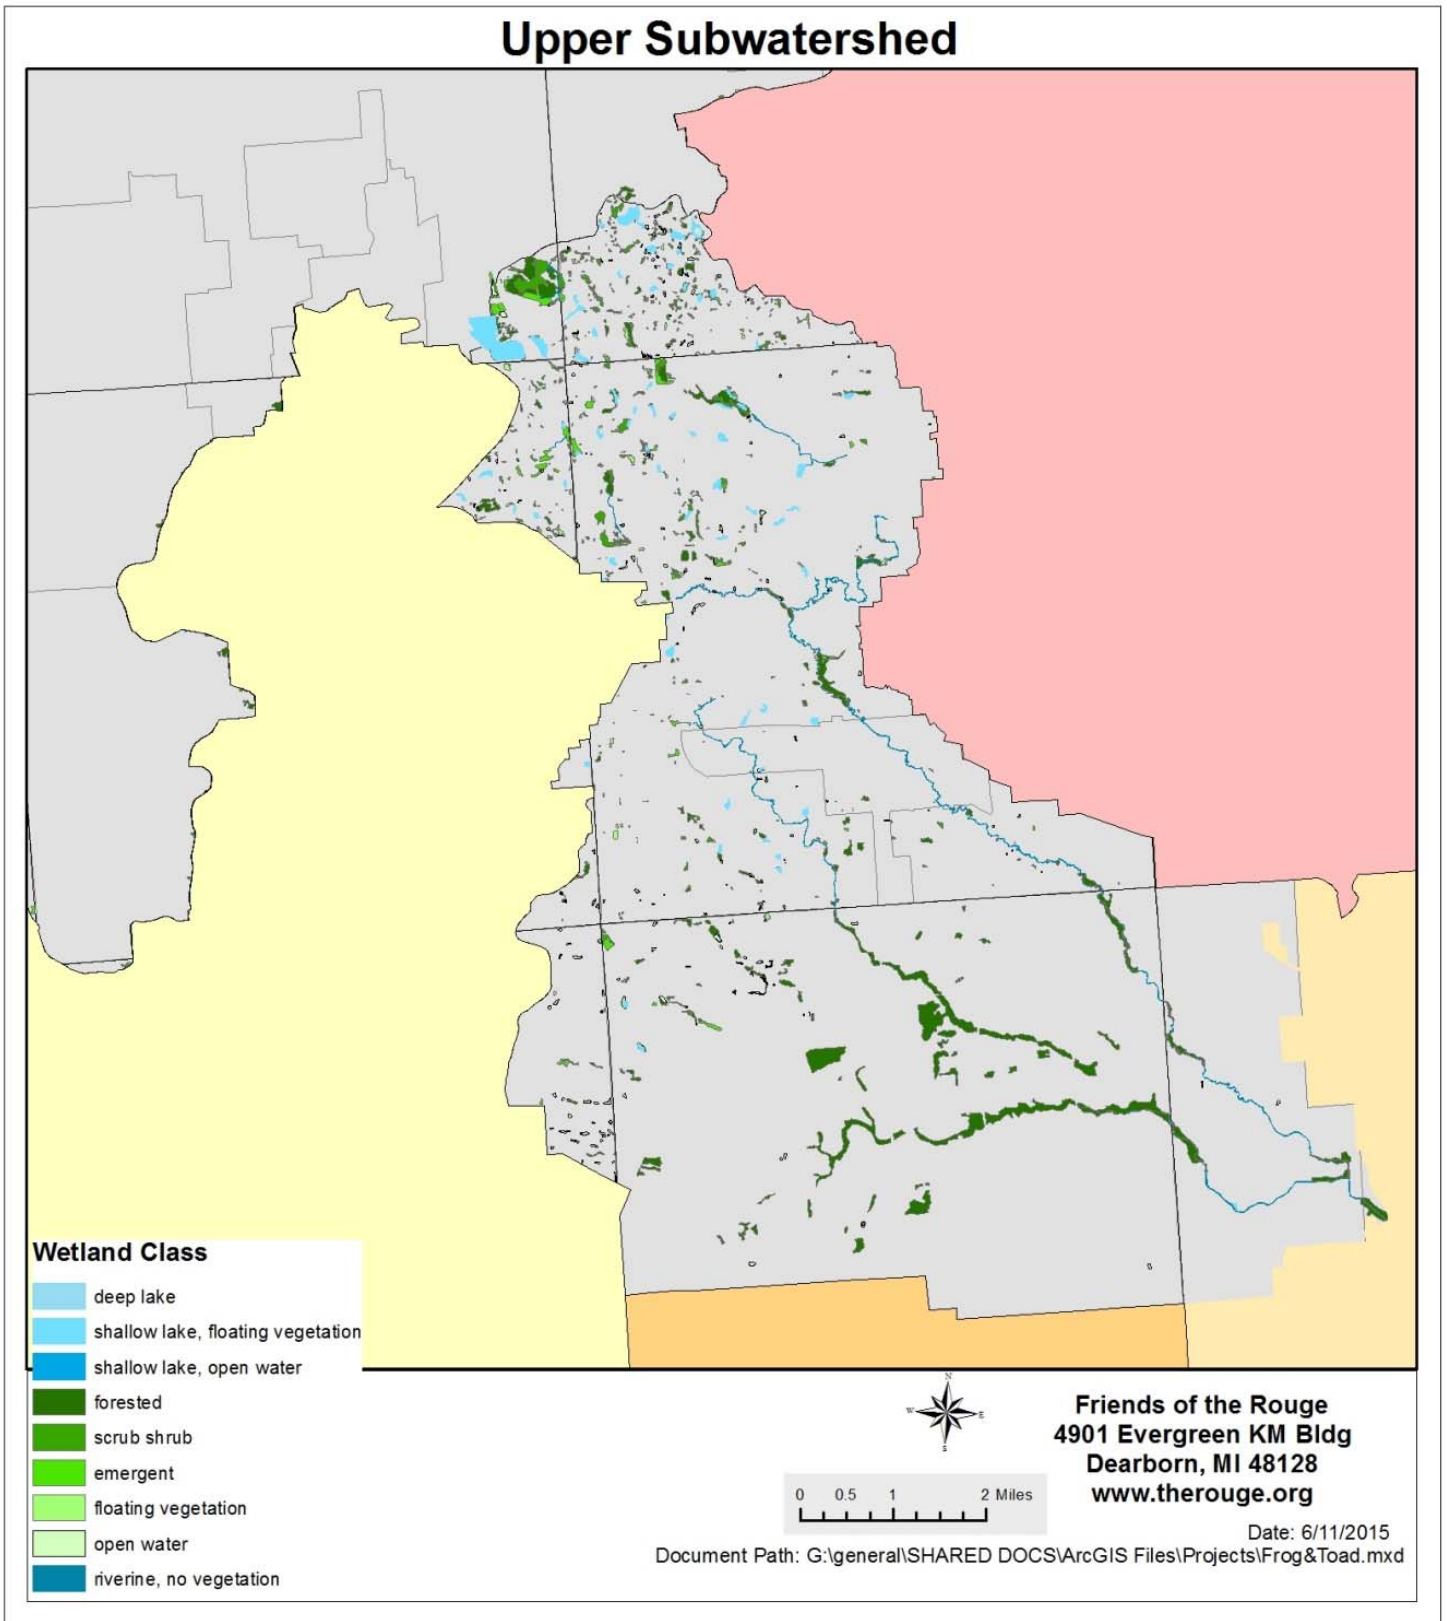 Upper Subwatershed
Wetland Class
deep lake
shallow lake, floating vegetation
shallow lake, open water
forested
scrub shrub
emergent
floating vegetation
open water
riverine, no vegetation
N
W
E
S
0 0.5 1 2 Miles
Friends of the Rouge
4901 Evergreen KM Bldg
Dearborn, MI 48128
www.therouge.org
Date: 6/11/2015
Document Path: G:\general\SHARED DOCS\ArcGIS Files\Projects\Frog&Toad.mxd